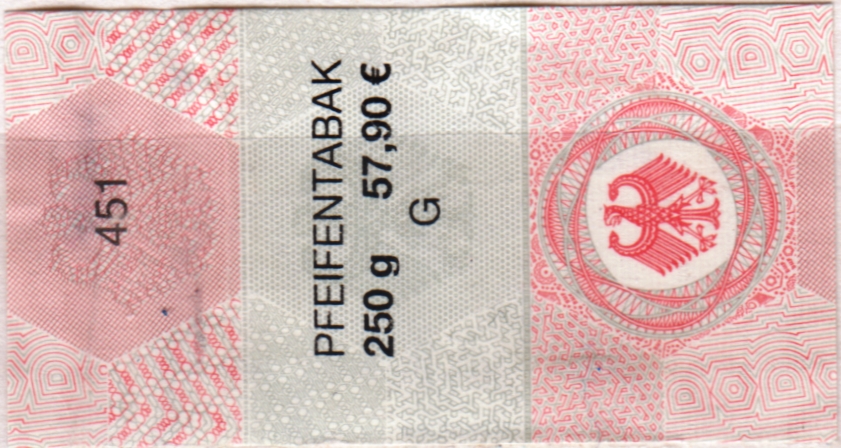 451
PFEIFENTABAK
250 g 57,90 €
G